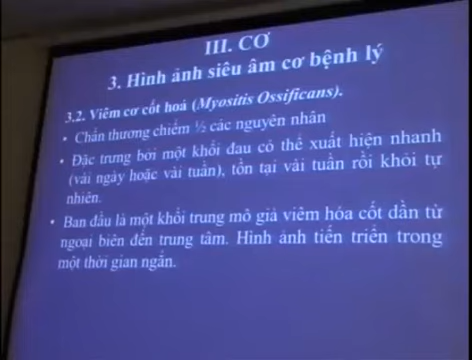 III. CƠ
3. Hình ảnh siêu âm cơ bệnh lý
3.2. Viêm cơ cốt hoá (Myositis Ossificans).
• Chấn thương chiếm ½ các nguyên nhân
• Đặc trưng bởi một khối đau có thể xuất hiện nhanh
(vài ngày hoặc vài tuần), tồn tại vài tuần rồi khỏi tự
nhiên.
• Ban đầu là một khối trung mô giả viêm hóa cốt dần từ
ngoại biên đến trung tâm. Hình ảnh tiến triển trong
một thời gian ngắn.